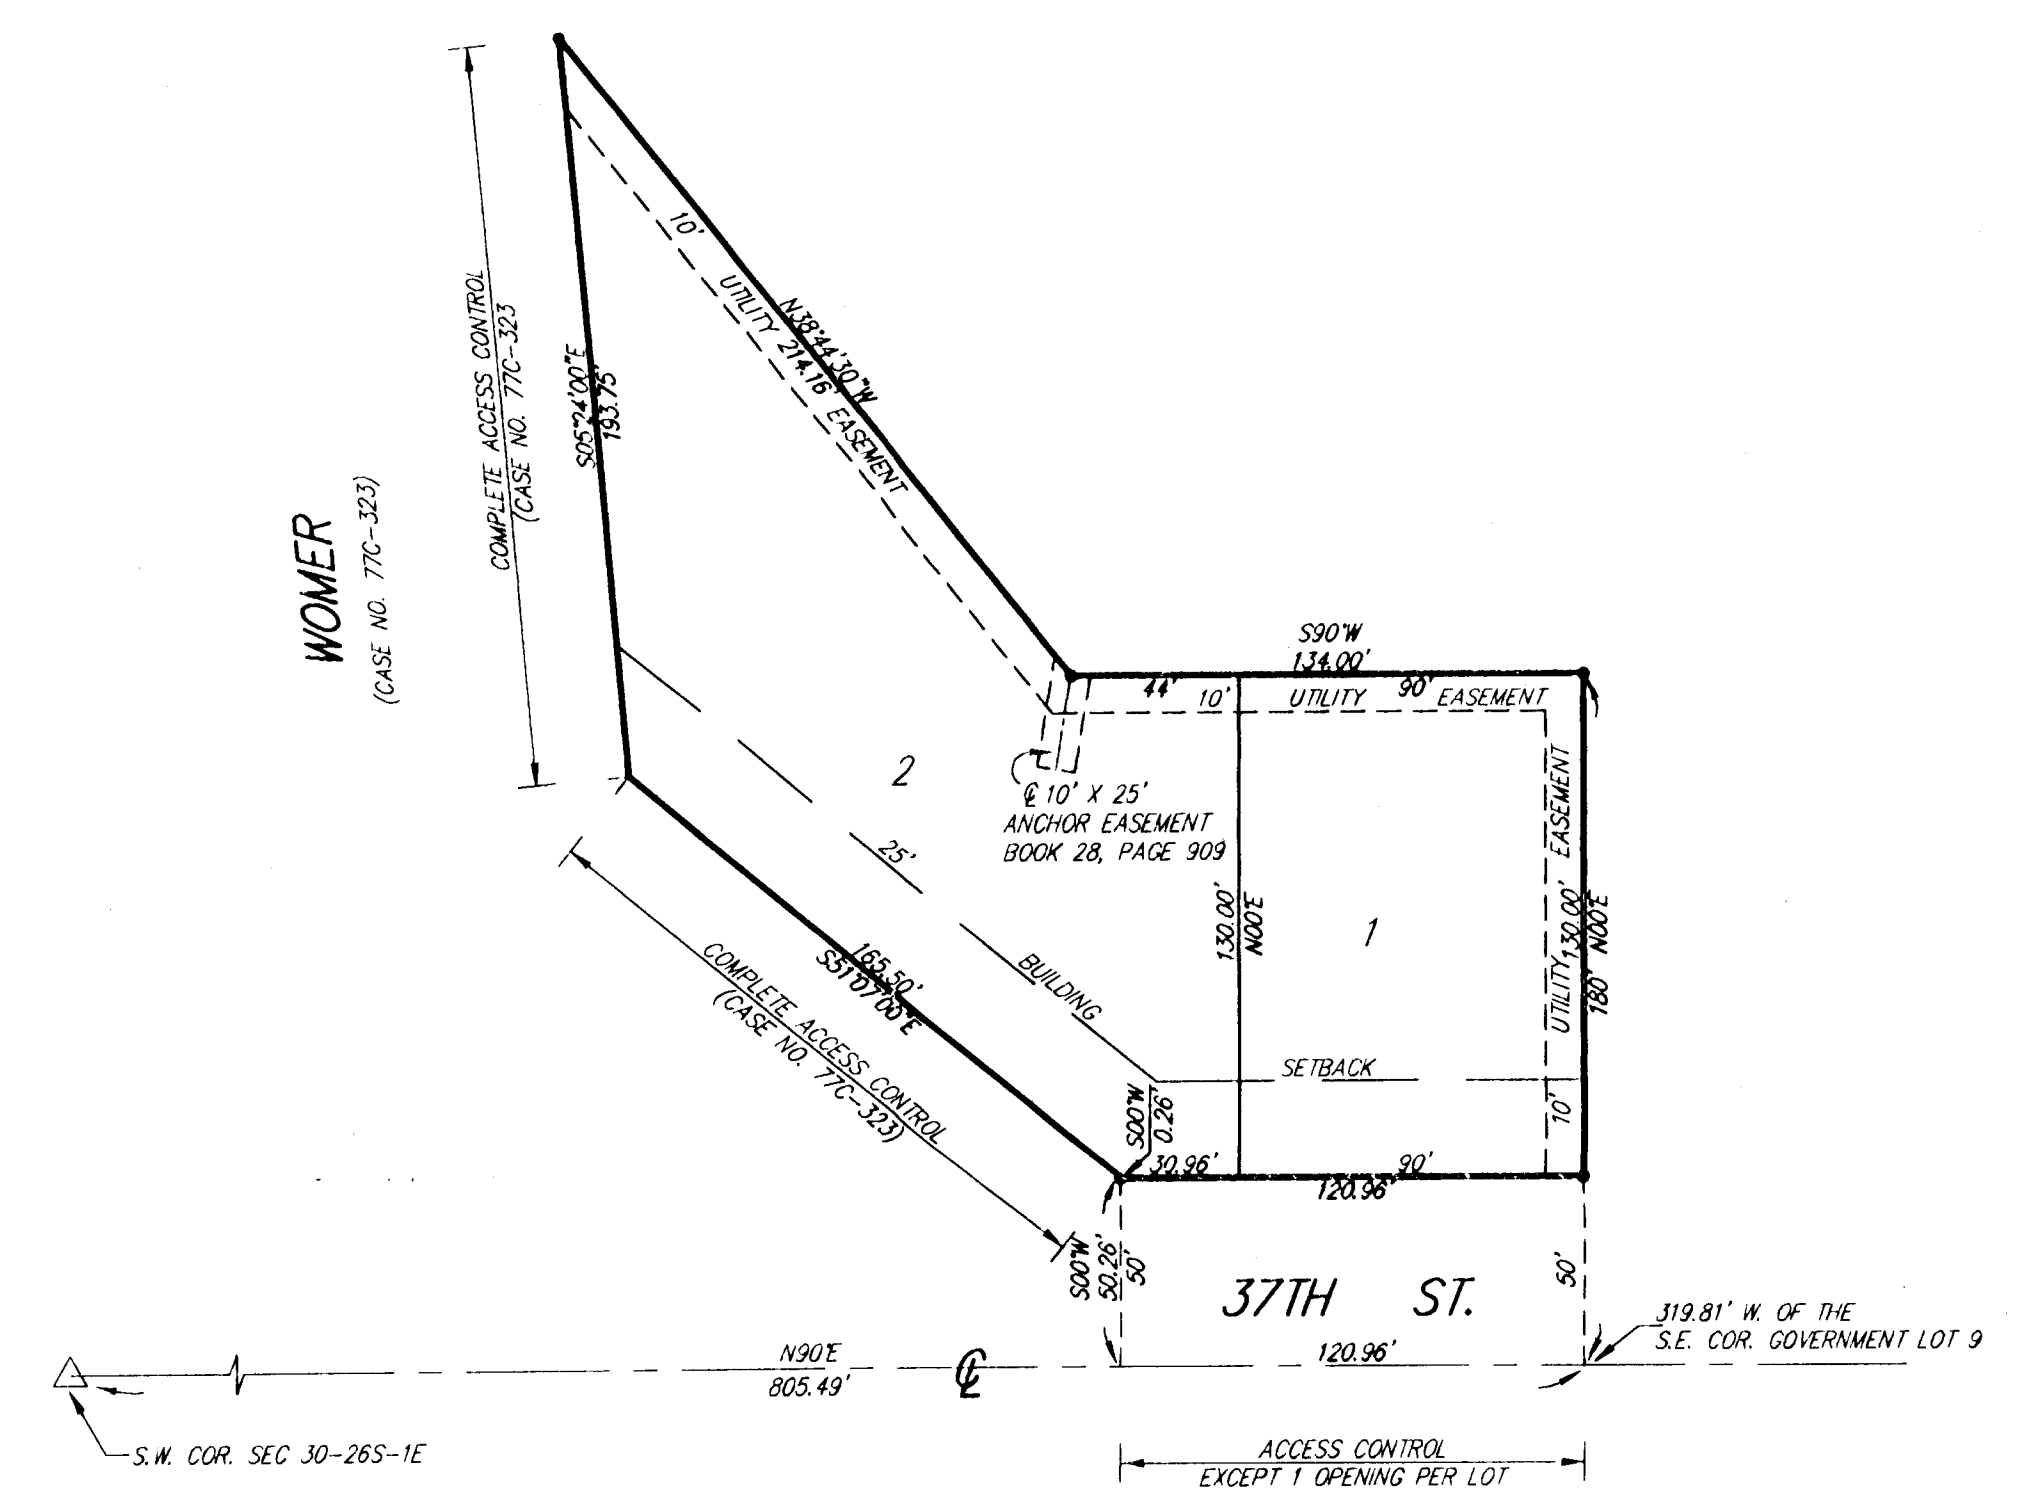 COMPLETE ACCESS CONTROL
(CASE NO. 77C-323
S05°24'00"E
193.75'
WOMER
(CASE NO. 77C-323)
10' UTILITY EASEMENT
N38°44'30"W
214.16'
S90°W
134.00'
44'
90'
10' UTILITY EASEMENT
2
℄ 10' X 25'
ANCHOR EASEMENT
BOOK 28, PAGE 909
25' BUILDING SETBACK
130.00'
N00°E
1
UTILITY EASEMENT
10'
130.00'
180' N00°E
165.50'
S51°07'00"E
COMPLETE ACCESS CONTROL
(CASE NO. 77C-323)
S00°W
0.26'
30.96'
90'
120.96'
S00°W
50.26'
50'
50'
37TH ST.
319.81' W. OF THE
S.E. COR. GOVERNMENT LOT 9
N90°E
805.49'
℄
120.96'
S.W. COR. SEC 30-26S-1E
ACCESS CONTROL
EXCEPT 1 OPENING PER LOT